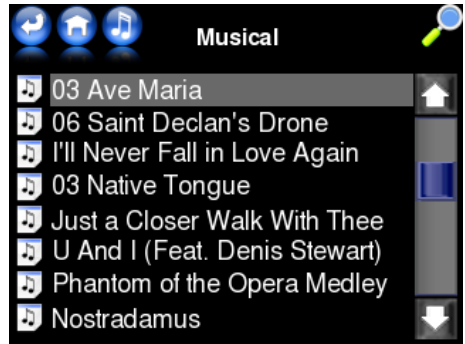 Musical
03 Ave Maria
06 Saint Declan's Drone
I'll Never Fall in Love Again
03 Native Tongue
Just a Closer Walk With Thee
U And I (Feat. Denis Stewart)
Phantom of the Opera Medley
Nostradamus